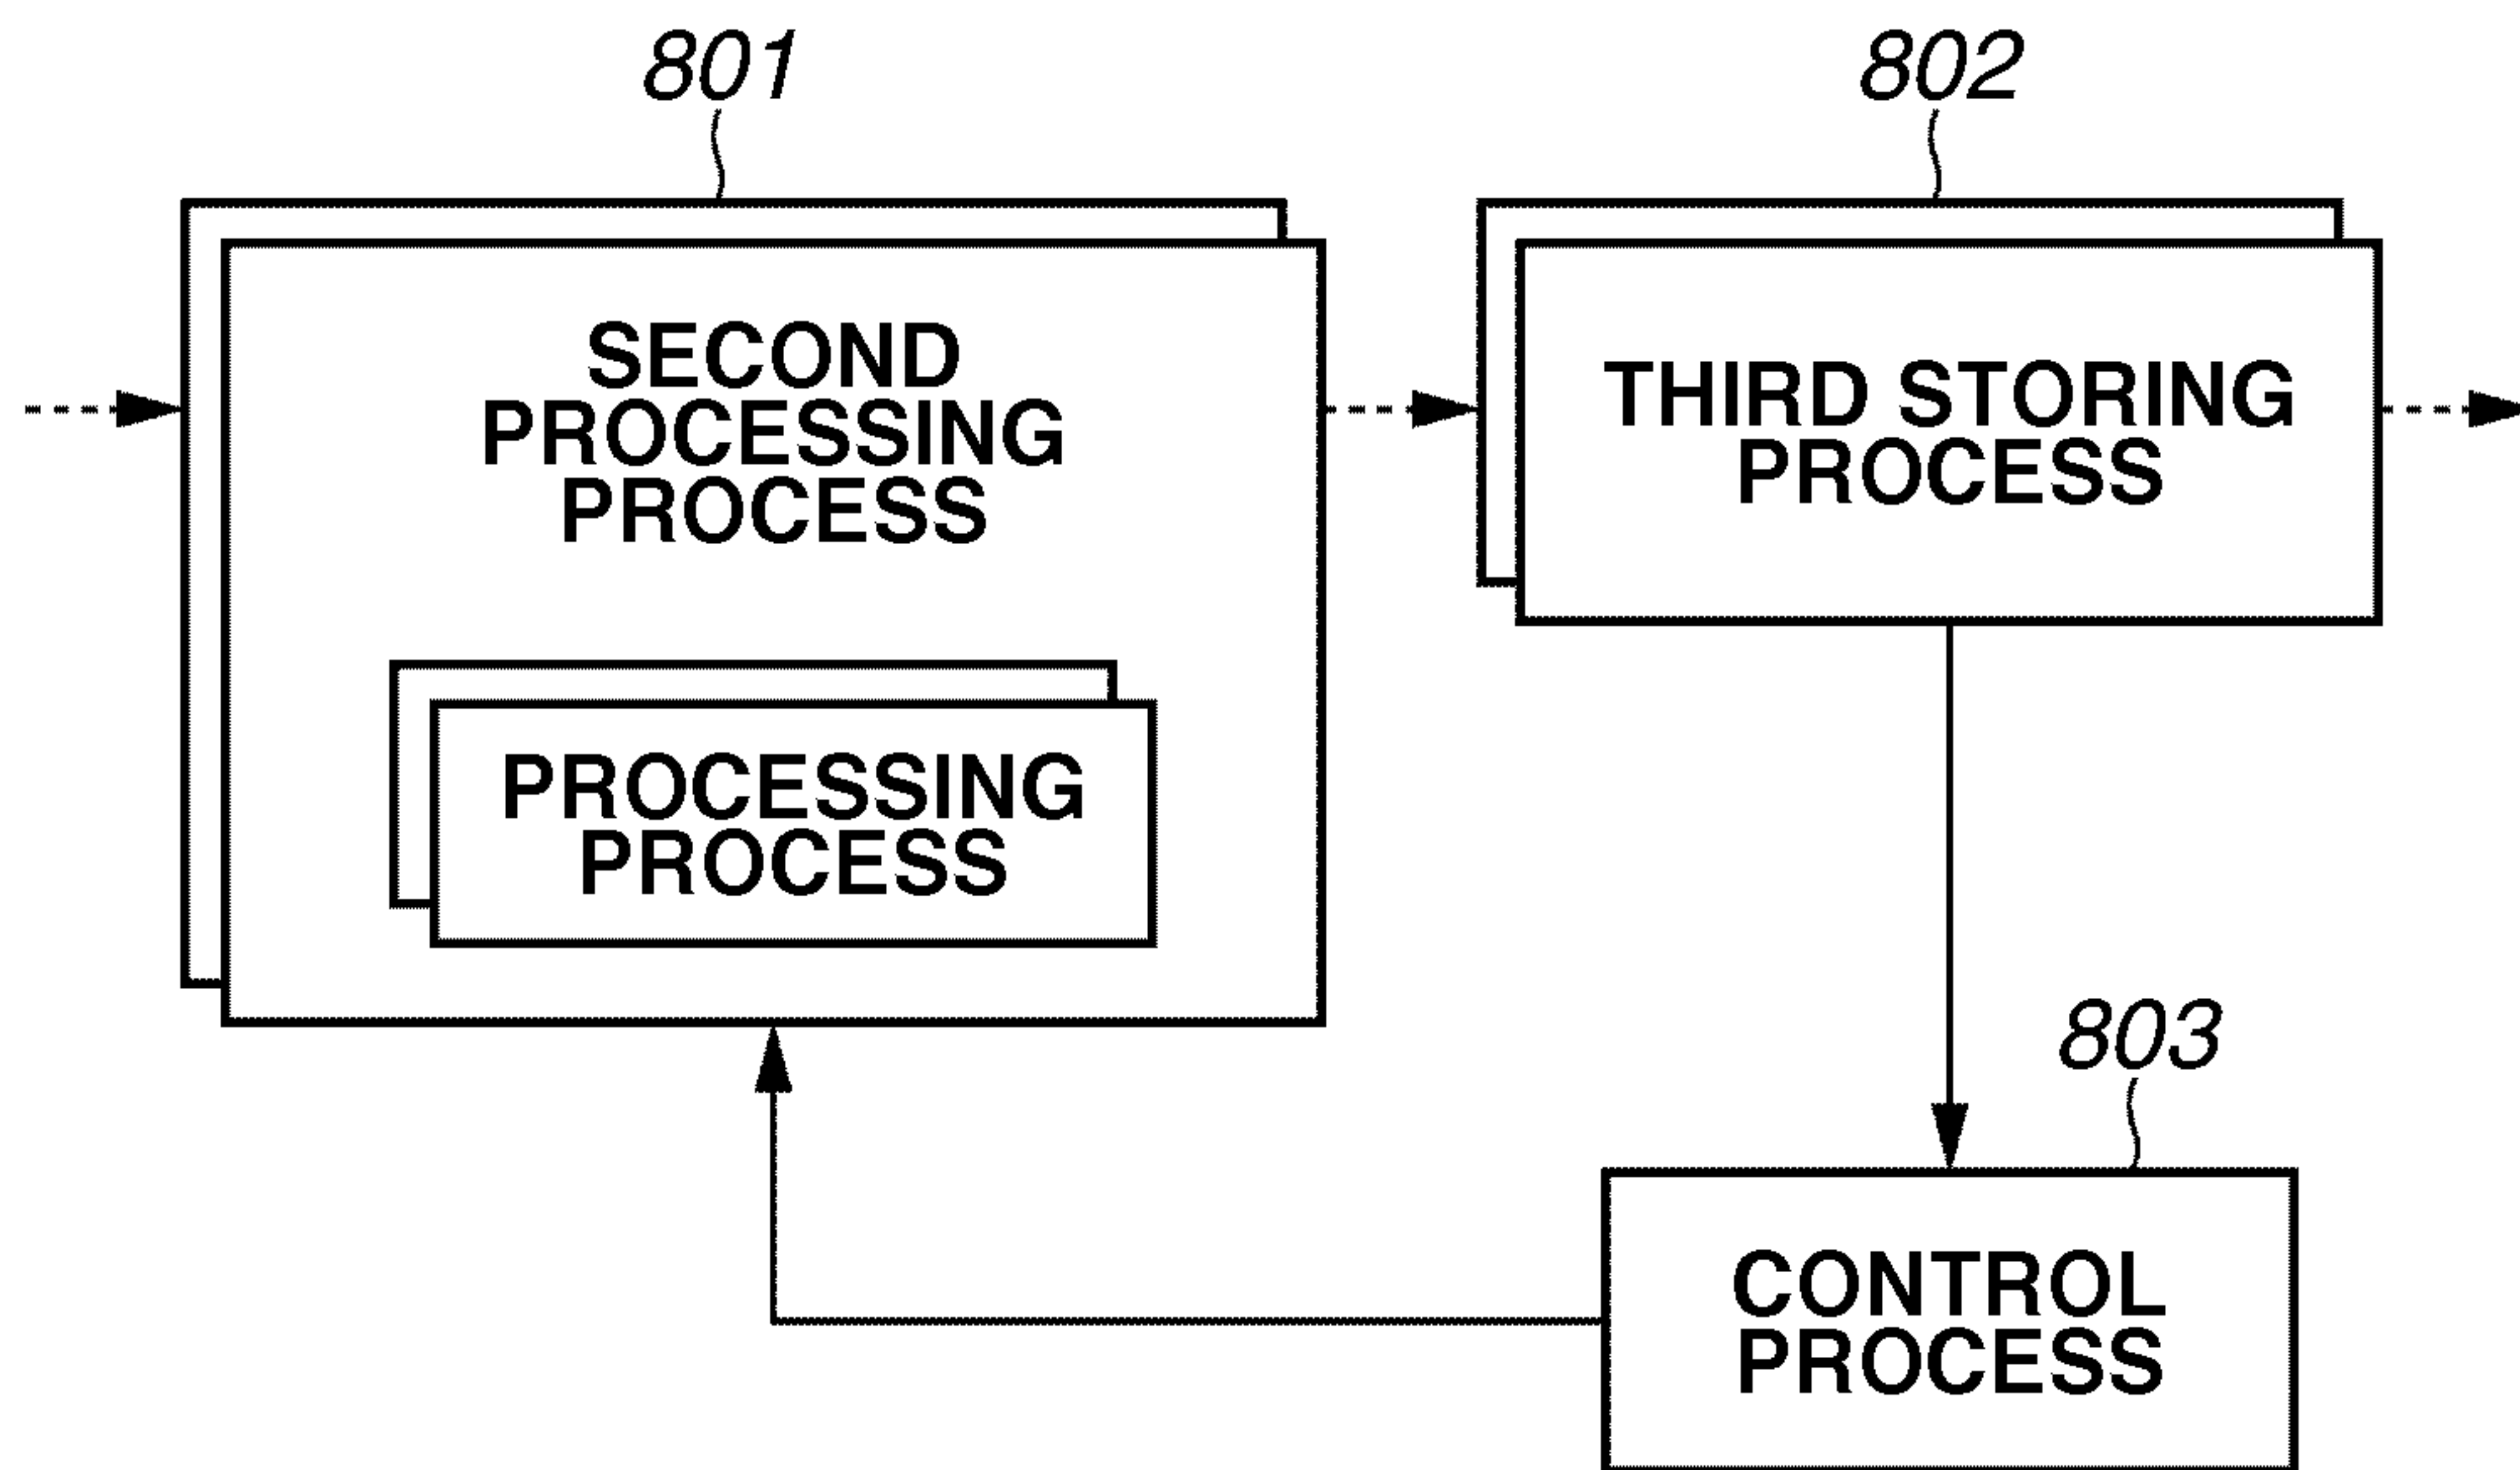 801
802
SECOND
PROCESSING
PROCESS
THIRD STORING
PROCESS
PROCESSING
PROCESS
803
CONTROL
PROCESS